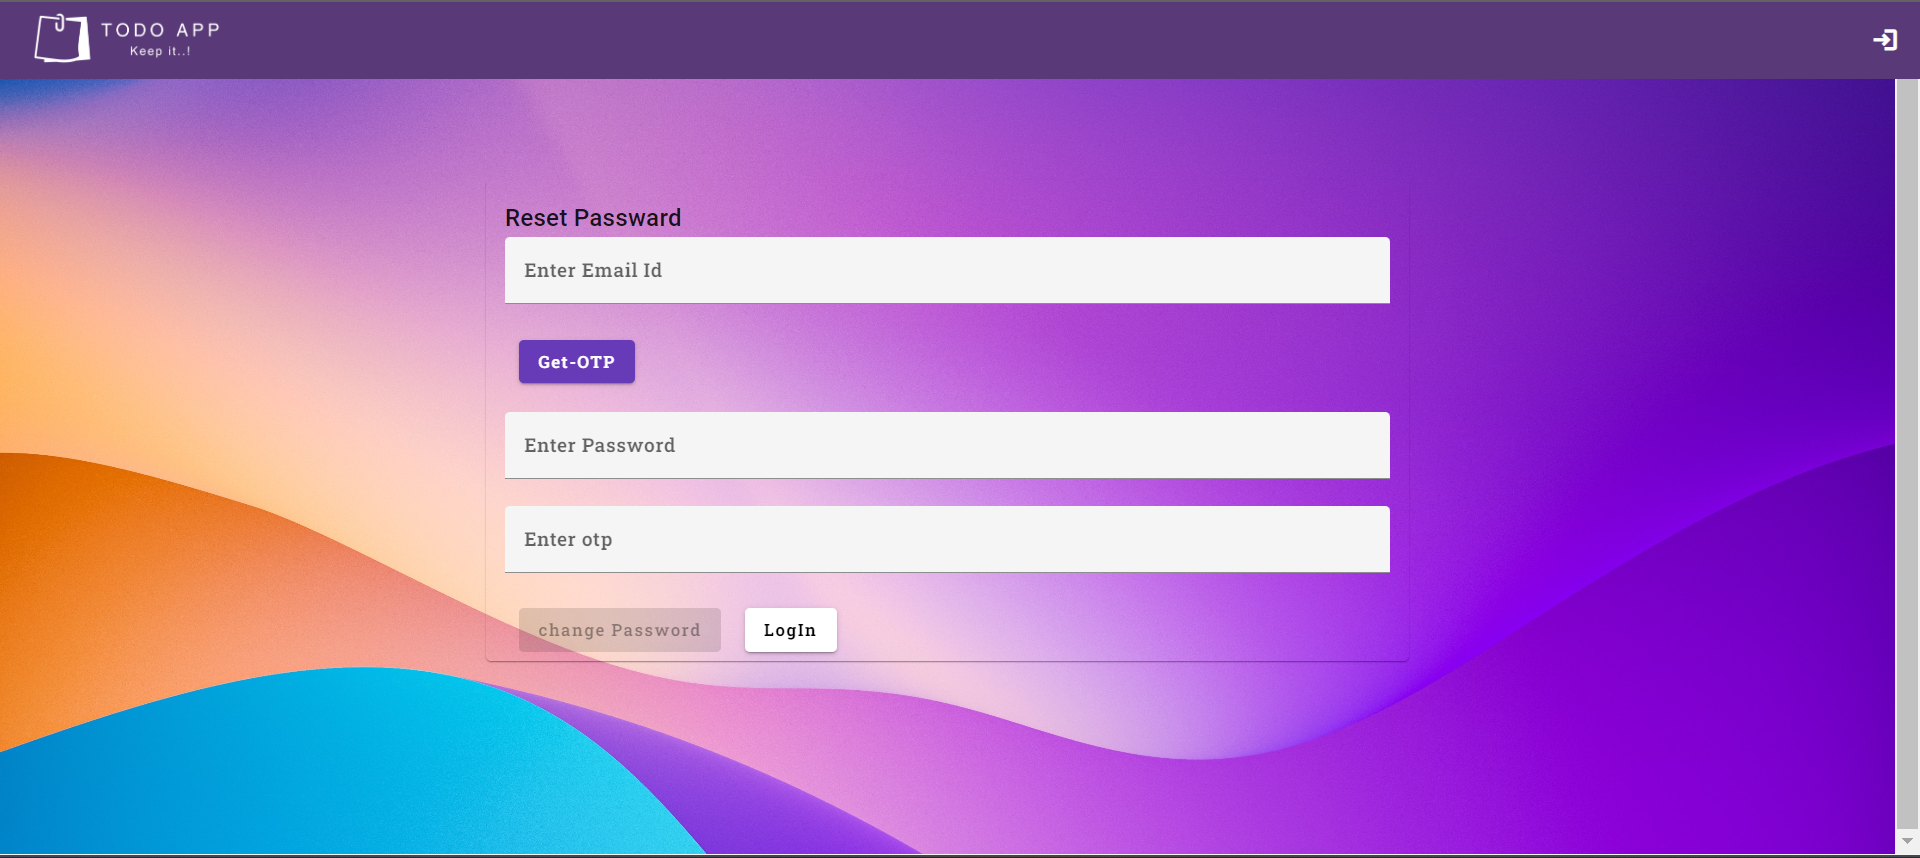 TODO APP
Keep it..!
Reset Passward
Enter Email Id
Get-OTP
Enter Password
Enter otp
change Password LogIn